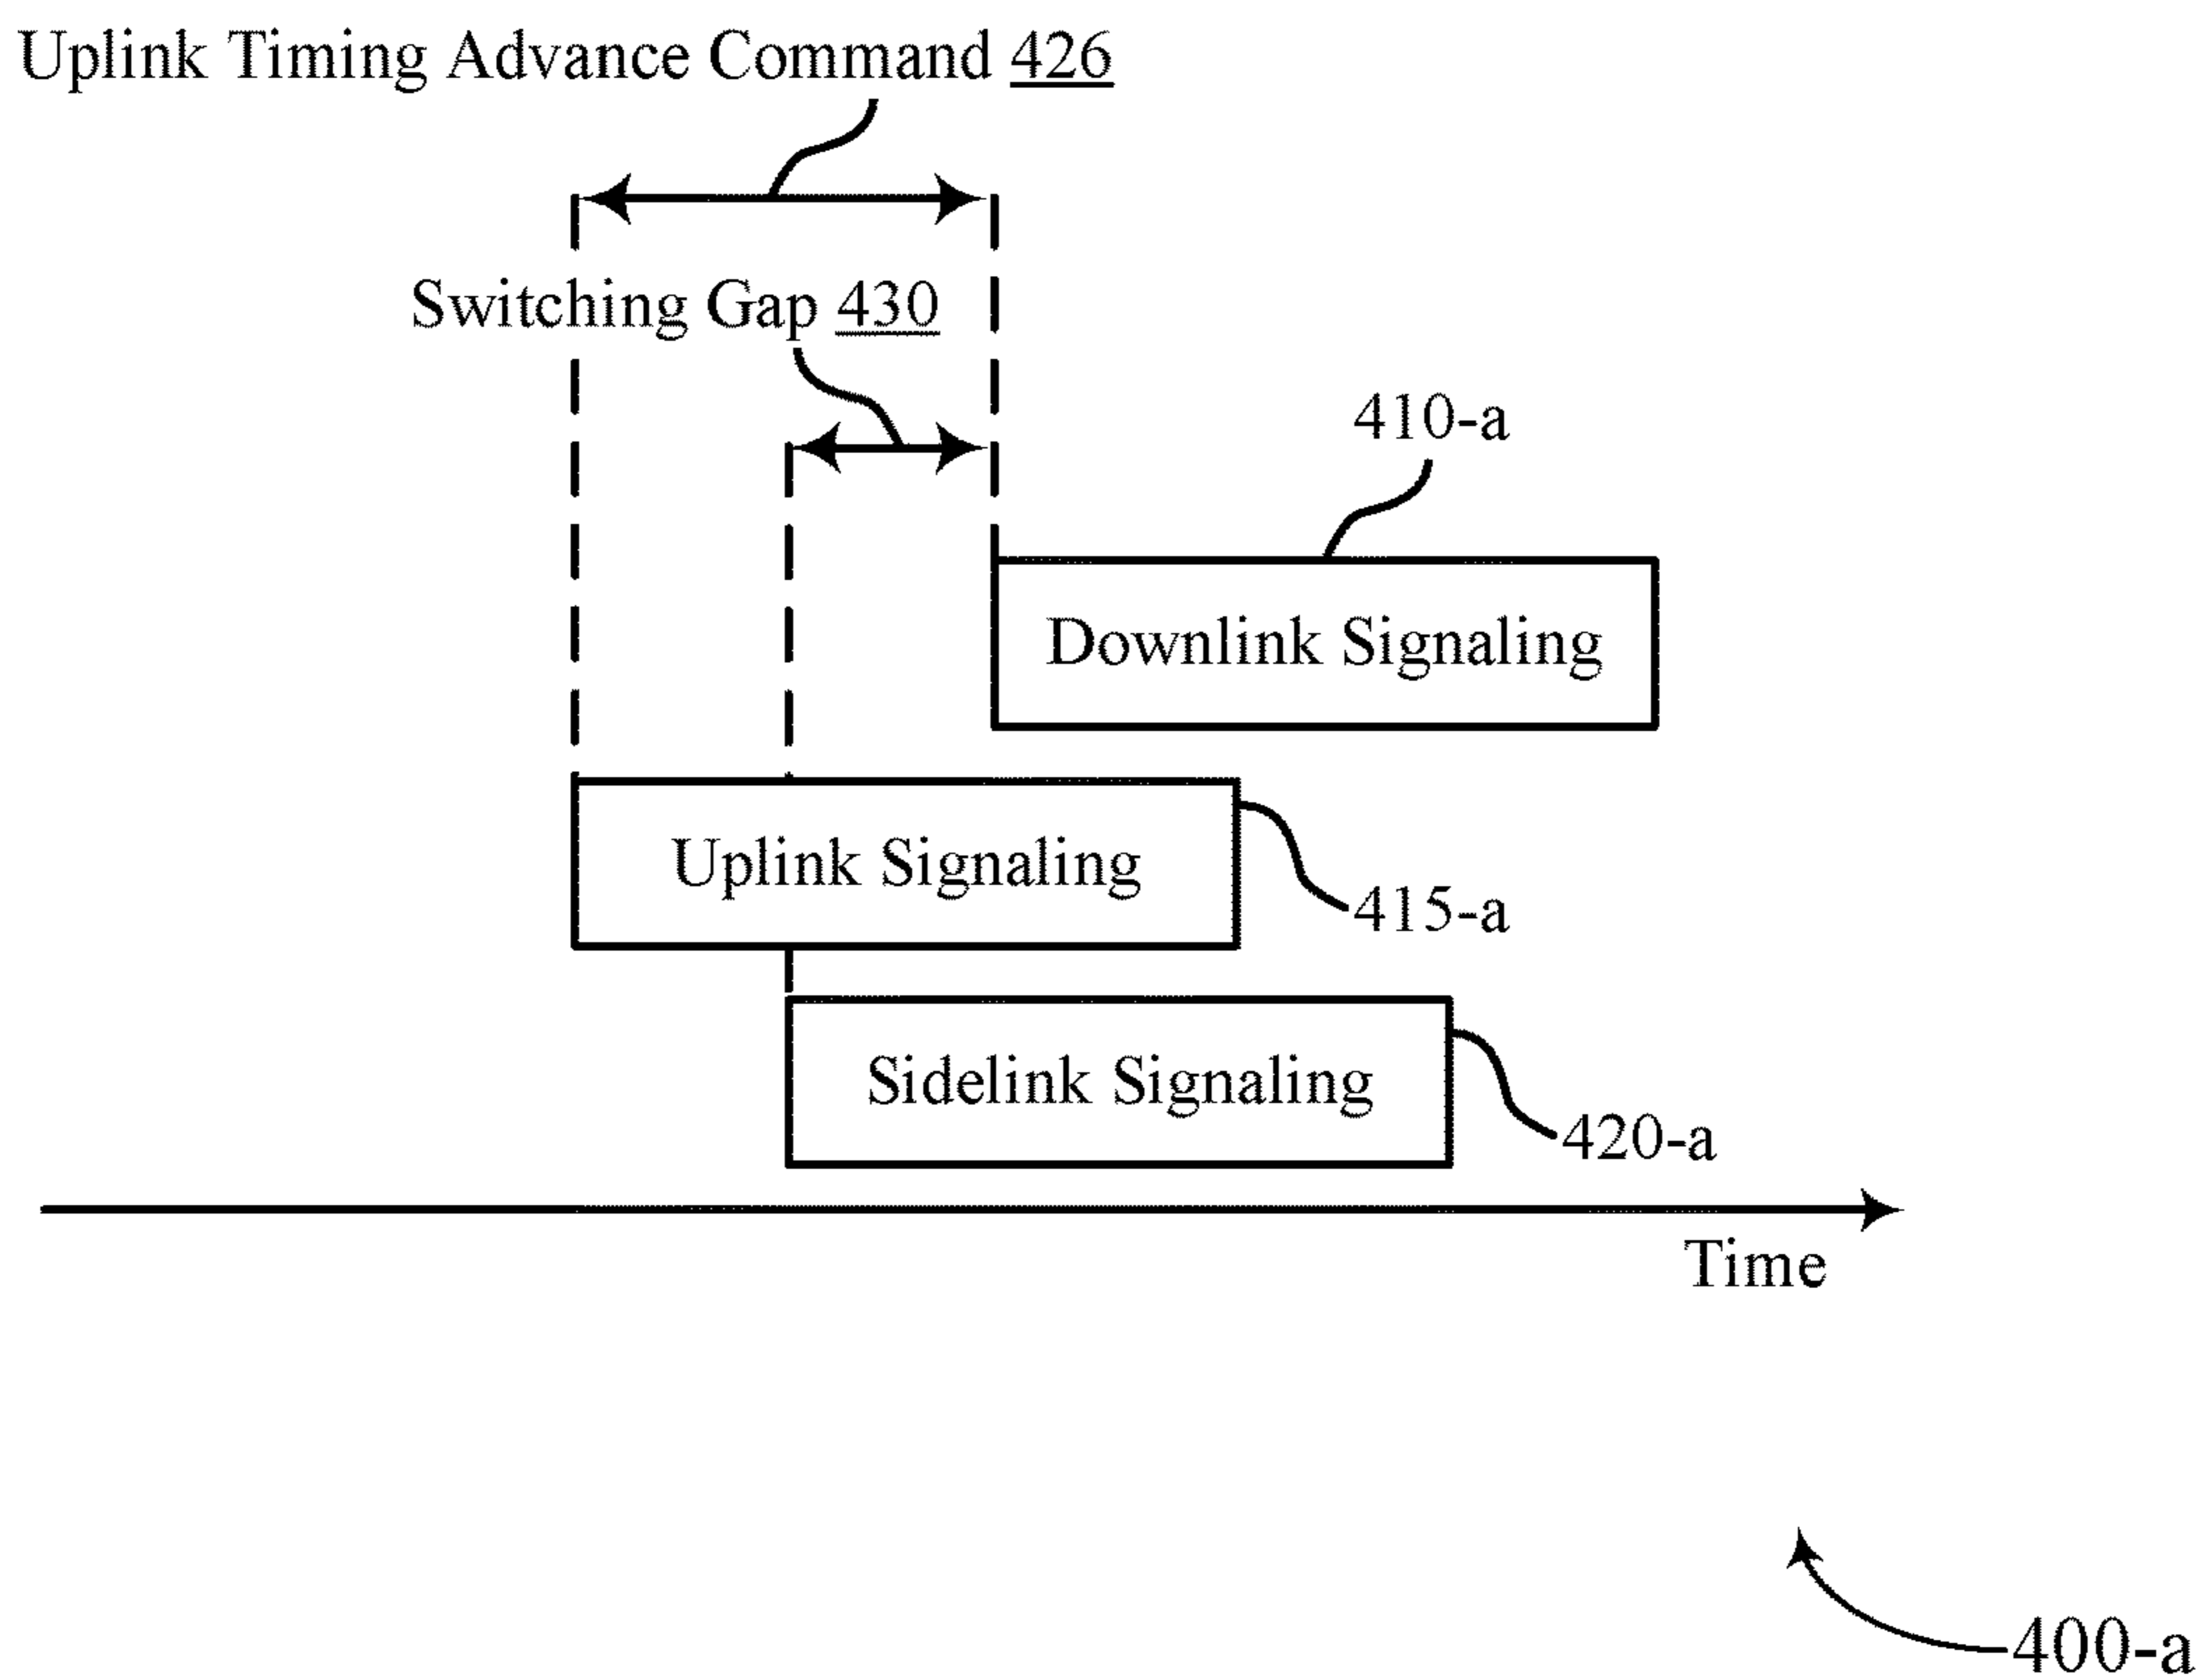 Uplink Timing Advance Command 426
Switching Gap 430
410-a
Downlink Signaling
Uplink Signaling
415-a
Sidelink Signaling
420-a
Time
400-a